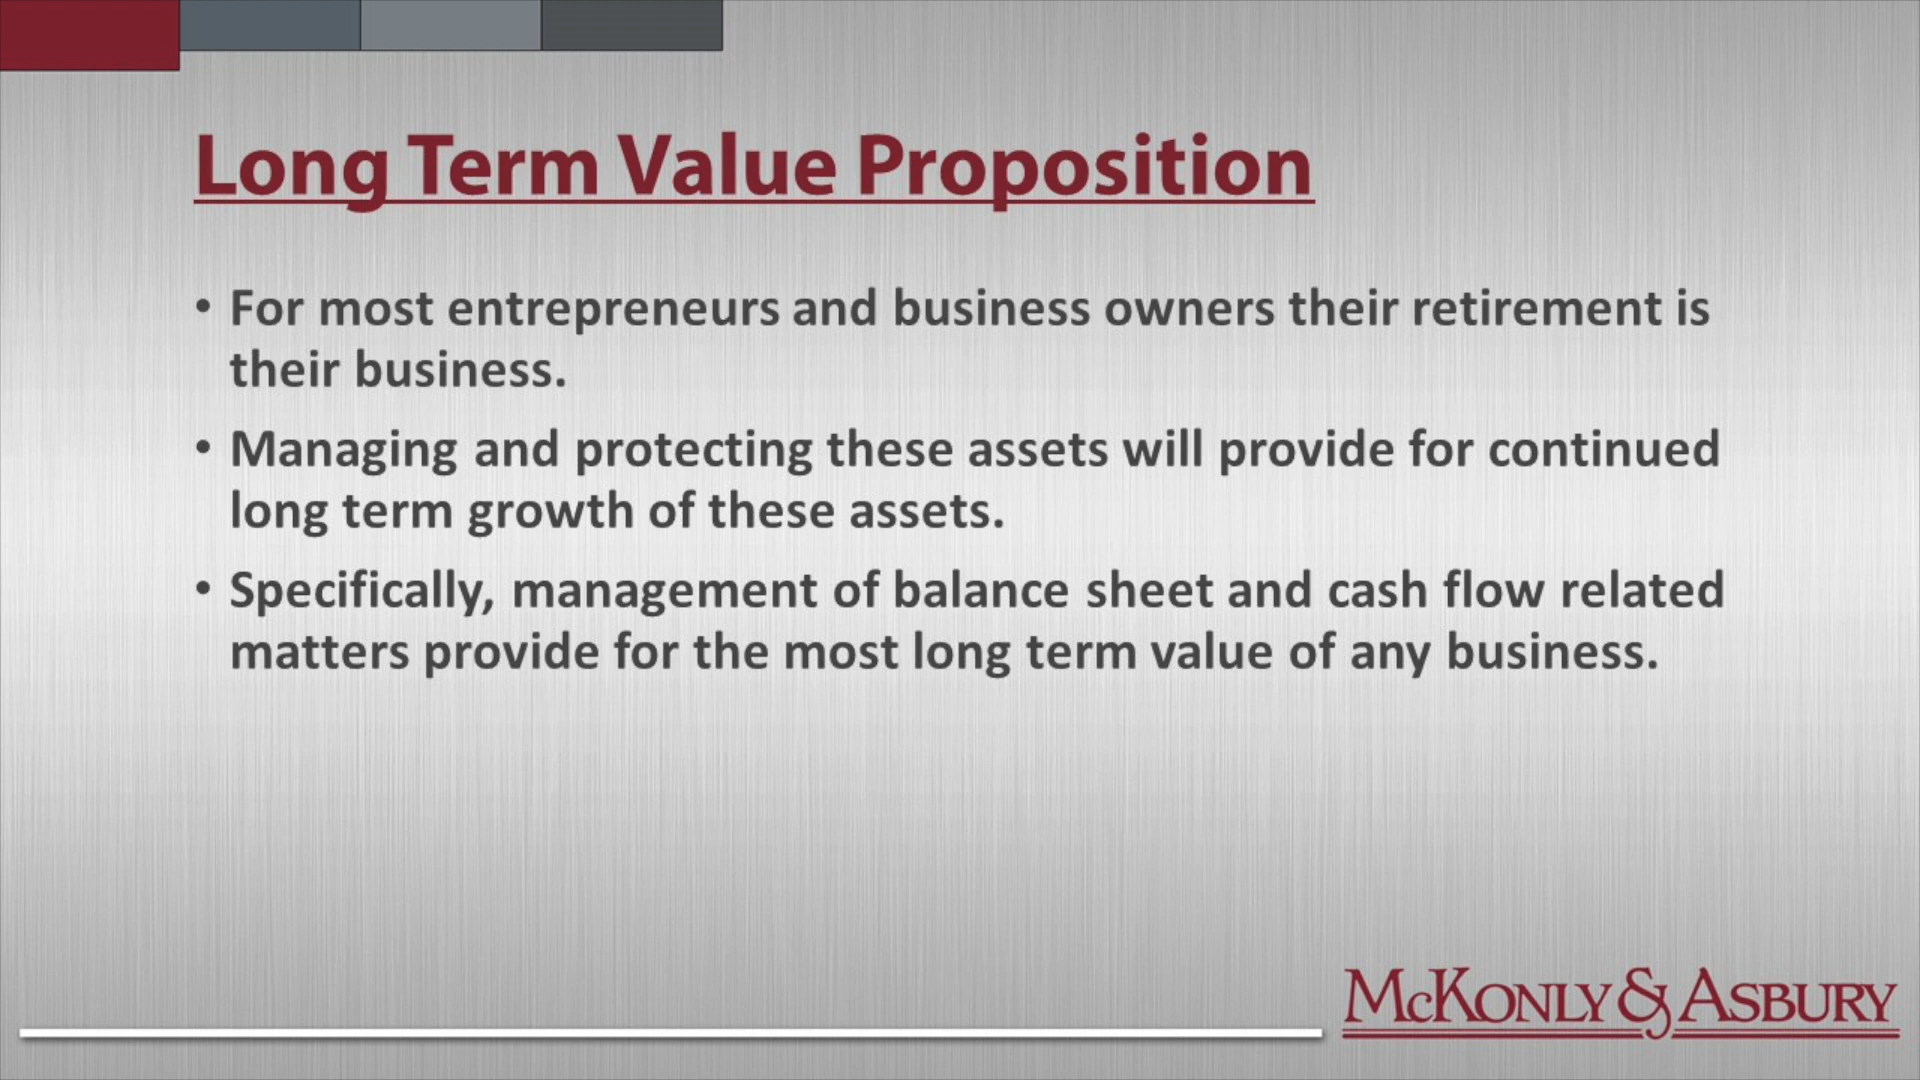 Long Term Value Proposition
• For most entrepreneurs and business owners their retirement is
their business.
• Managing and protecting these assets will provide for continued
long term growth of these assets.
• Specifically, management of balance sheet and cash flow related
matters provide for the most long term value of any business.
McKonly & Asbury